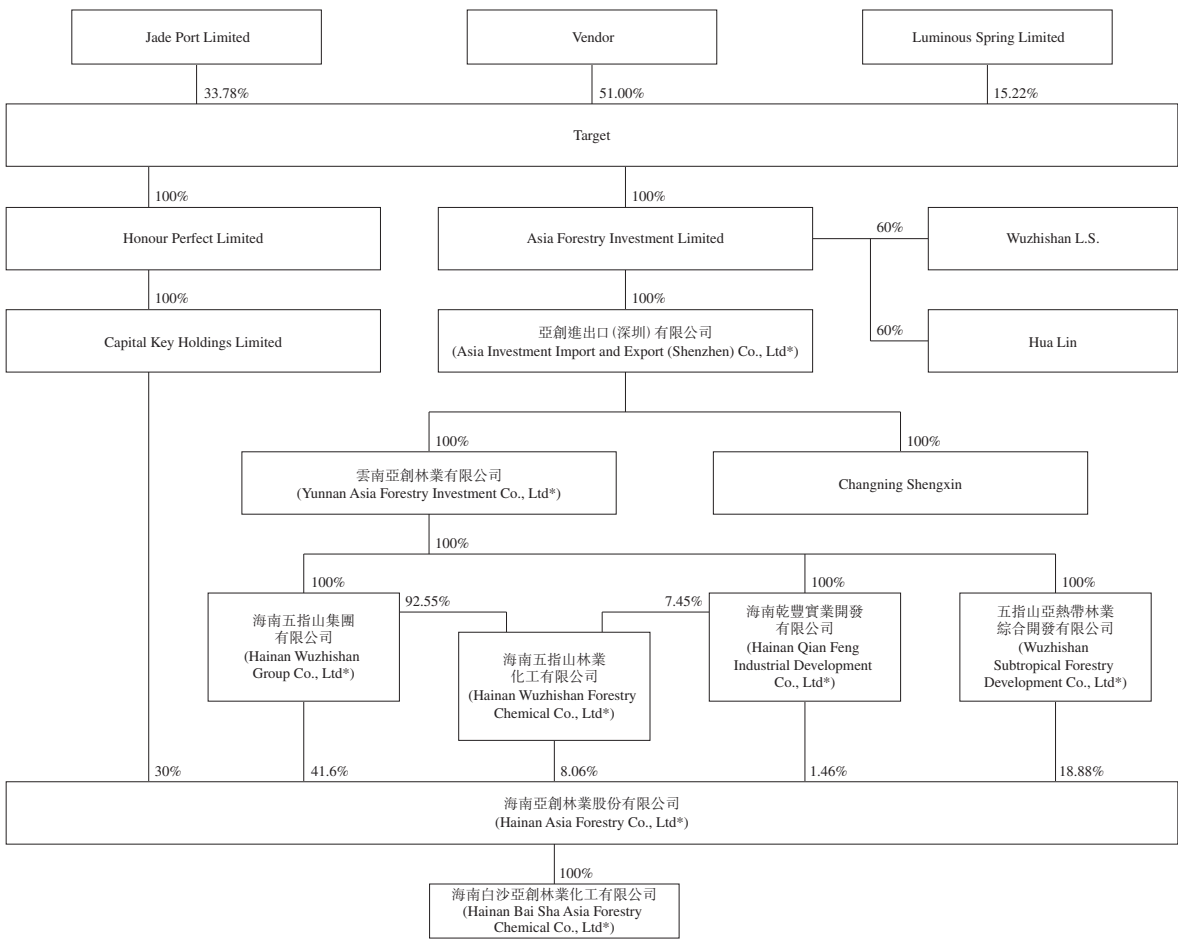 Jade Port Limited
Vendor
Luminous Spring Limited
33.78%
51.00%
15.22%
Target
100%
100%
Honour Perfect Limited
Asia Forestry Investment Limited
60%
Wuzhishan L.S.
100%
100%
Capital Key Holdings Limited
亞創進出口(深圳)有限公司
(Asia Investment Import and Export (Shenzhen) Co., Ltd*)
60%
Hua Lin
100%
100%
雲南亞創林業有限公司
(Yunnan Asia Forestry Investment Co., Ltd*)
Changning Shengxin
100%
100%
100%
100%
海南五指山集團
有限公司
(Hainan Wuzhishan
Group Co., Ltd*)
92.55%
海南五指山林業
化工有限公司
(Hainan Wuzhishan Forestry
Chemical Co., Ltd*)
7.45%
海南乾豐實業開發
有限公司
(Hainan Qian Feng
Industrial Development
Co., Ltd*)
五指山亞熱帶林業
綜合開發有限公司
(Wuzhishan
Subtropical Forestry
Development Co., Ltd*)
30%
41.6%
8.06%
1.46%
18.88%
海南亞創林業股份有限公司
(Hainan Asia Forestry Co., Ltd*)
100%
海南白沙亞創林業化工有限公司
(Hainan Bai Sha Asia Forestry
Chemical Co., Ltd*)